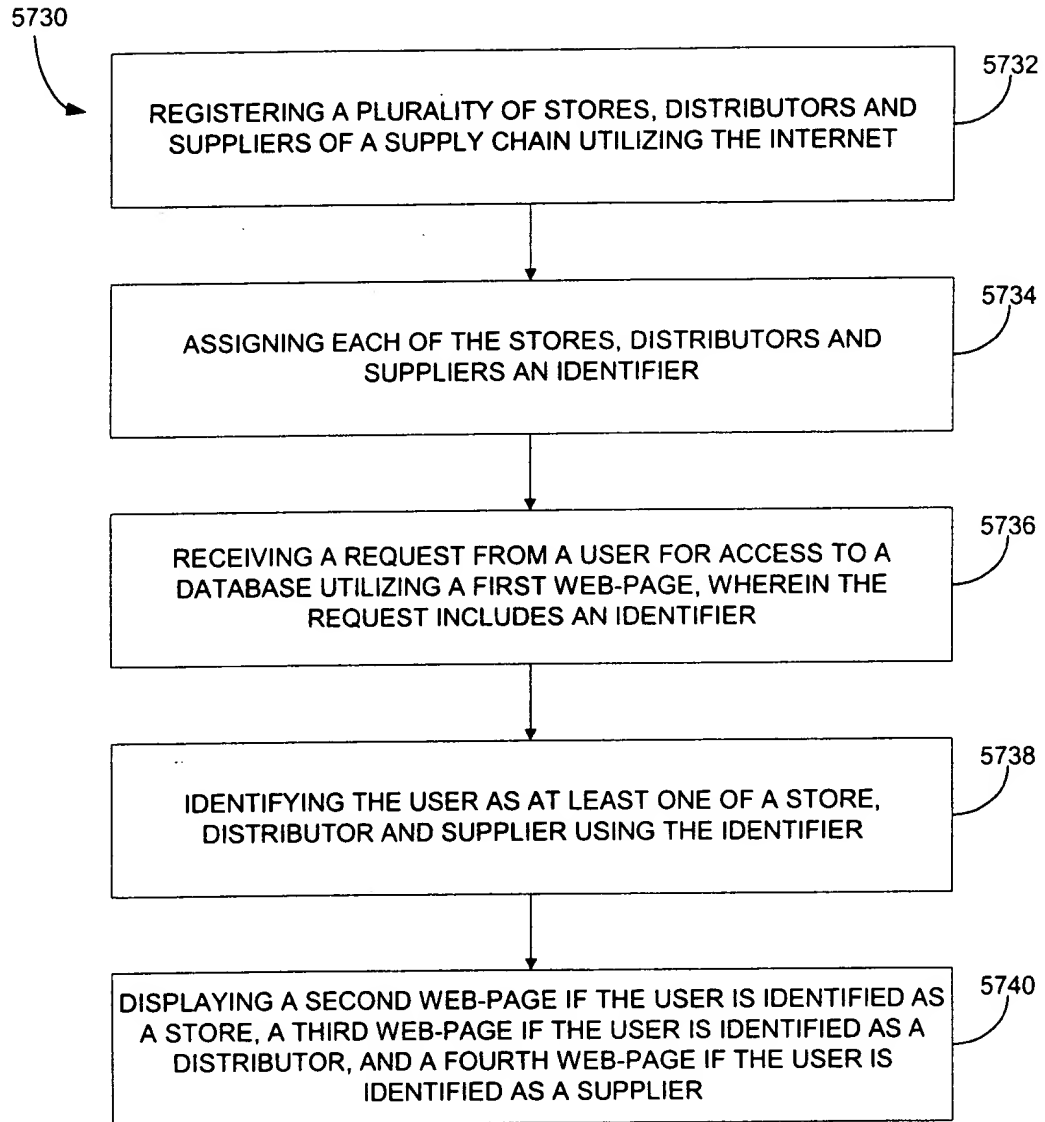 5730
5732
REGISTERING A PLURALITY OF STORES, DISTRIBUTORS AND
SUPPLIERS OF A SUPPLY CHAIN UTILIZING THE INTERNET
5734
ASSIGNING EACH OF THE STORES, DISTRIBUTORS AND
SUPPLIERS AN IDENTIFIER
5736
RECEIVING A REQUEST FROM A USER FOR ACCESS TO A
DATABASE UTILIZING A FIRST WEB-PAGE, WHEREIN THE
REQUEST INCLUDES AN IDENTIFIER
5738
IDENTIFYING THE USER AS AT LEAST ONE OF A STORE,
DISTRIBUTOR AND SUPPLIER USING THE IDENTIFIER
5740
DISPLAYING A SECOND WEB-PAGE IF THE USER IS IDENTIFIED AS
A STORE, A THIRD WEB-PAGE IF THE USER IS IDENTIFIED AS A
DISTRIBUTOR, AND A FOURTH WEB-PAGE IF THE USER IS
IDENTIFIED AS A SUPPLIER